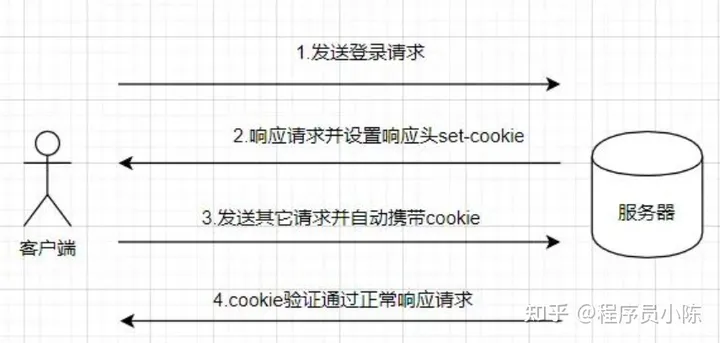 1.发送登录请求
2.响应请求并设置响应头set-cookie
3.发送其它请求并自动携带cookie
服务器
客户端
4.cookie验证通过正常响应请求
知乎 @程序员小陈